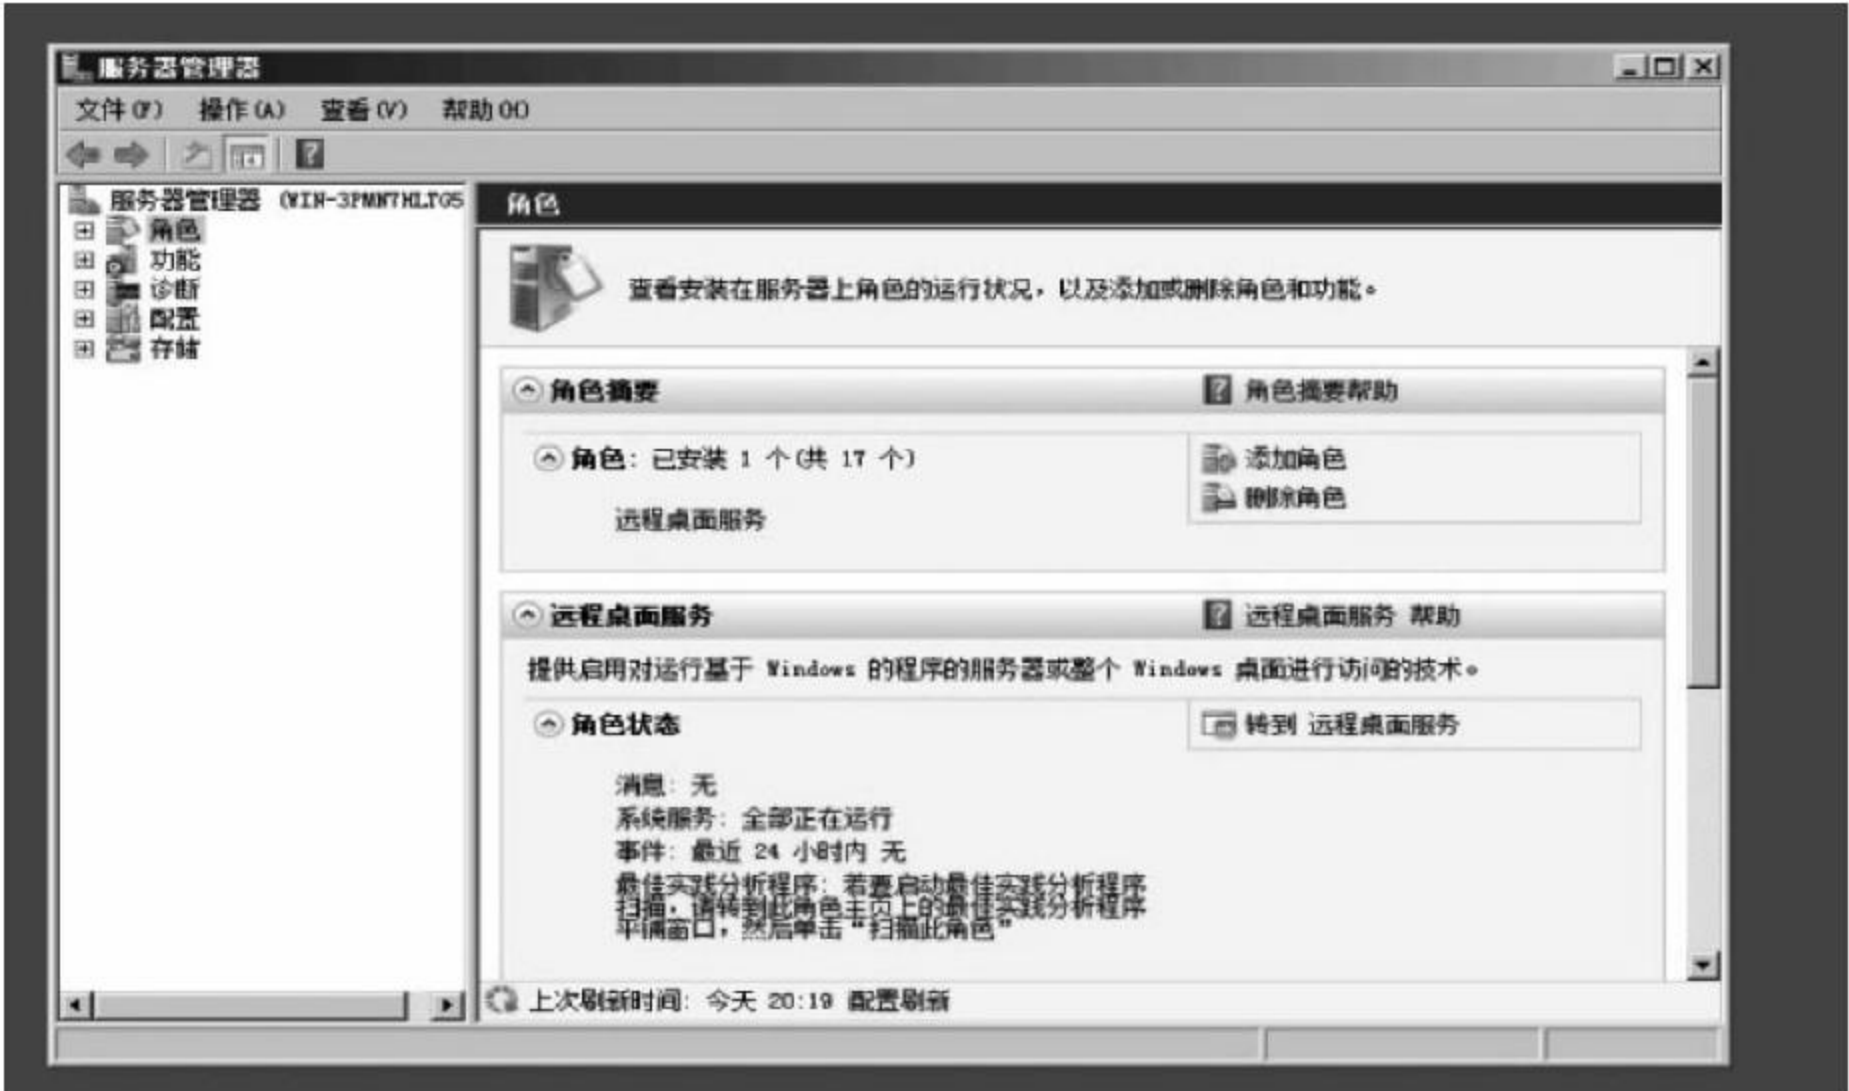 服务器管理器
文件(F) 操作(A) 查看(V) 帮助(H)
服务器管理器 (WIN-3PMN7HLTG5
角色
功能
诊断
配置
存储
角色
查看安装在服务器上角色的运行状况，以及添加或删除角色和功能。
角色摘要 角色摘要帮助
角色: 已安装 1 个(共 17 个) 添加角色
删除角色
远程桌面服务
远程桌面服务 远程桌面服务 帮助
提供启用对运行基于 Windows 的程序的服务器或整个 Windows 桌面进行访问的技术。
角色状态 转到 远程桌面服务
消息: 无
系统服务: 全部正在运行
事件: 最近 24 小时内 无
最佳实践分析程序: 若要启动最佳实践分析程序
扫描，请转到此角色主页上的最佳实践分析程序
平铺窗口，然后单击“扫描此角色”
上次刷新时间: 今天 20:19 配置刷新